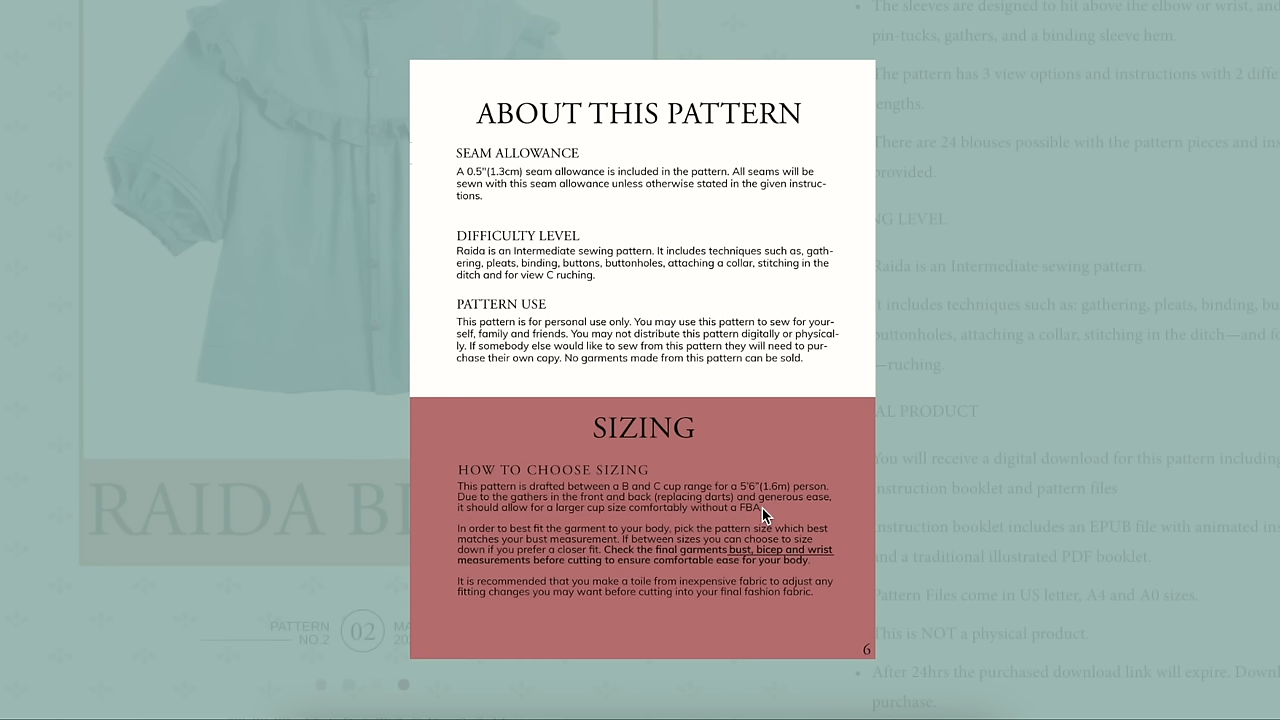 ABOUT THIS PATTERN
SEAM ALLOWANCE
A 0.5"(1.3cm) seam allowance is included in the pattern. All seams will be
sewn with this seam allowance unless otherwise stated in the given instruc-
tions.
DIFFICULTY LEVEL
Raida is an Intermediate sewing pattern. It includes techniques such as, gath-
ering, pleats, binding, buttons, buttonholes, attaching a collar, stitching in the
ditch and for view C ruching.
PATTERN USE
This pattern is for personal use only. You may use this pattern to sew for your-
self, family and friends. You may not distribute this pattern digitally or physical-
ly. If somebody else would like to sew from this pattern they will need to pur-
chase their own copy. No garments made from this pattern can be sold.
SIZING
HOW TO CHOOSE SIZING
This pattern is drafted between a B and C cup range for a 5'6"(1.6m) person.
Due to the gathers in the front and back (replacing darts) and generous ease,
it should allow for a larger cup size comfortably without a FBA
In order to best fit the garment to your body, pick the pattern size which best
matches your bust measurement. If between sizes you can choose to size
down if you prefer a closer fit. Check the final garments bust, bicep and wrist
measurements before cutting to ensure comfortable ease for your body.
It is recommended that you make a toile from inexpensive fabric to adjust any
fitting changes you may want before cutting into your final fashion fabric.
6
RAIDA
PATTERN
NO.2
02
The sleeves are designed to hit above the elbow or wrist, and
pin-tucks, gathers, and a binding sleeve hem.
The pattern has 3 view options and instructions with 2
There are 24 blouses possible with the pattern pieces and
provided.
LEVEL
Raida is an Intermediate sewing pattern.
It includes techniques such as: gathering, pleats, binding,
buttonholes, attaching a collar, stitching in the ditch—and
—ruching.
PRODUCT
You will receive a digital download for this pattern including
instruction booklet and pattern files
Instruction booklet includes an EPUB file with animated
and a traditional illustrated PDF booklet.
Pattern Files come in US letter, A4 and A0 sizes.
This is NOT a physical product.
After 24hrs the purchased download link will expire.
purchase.